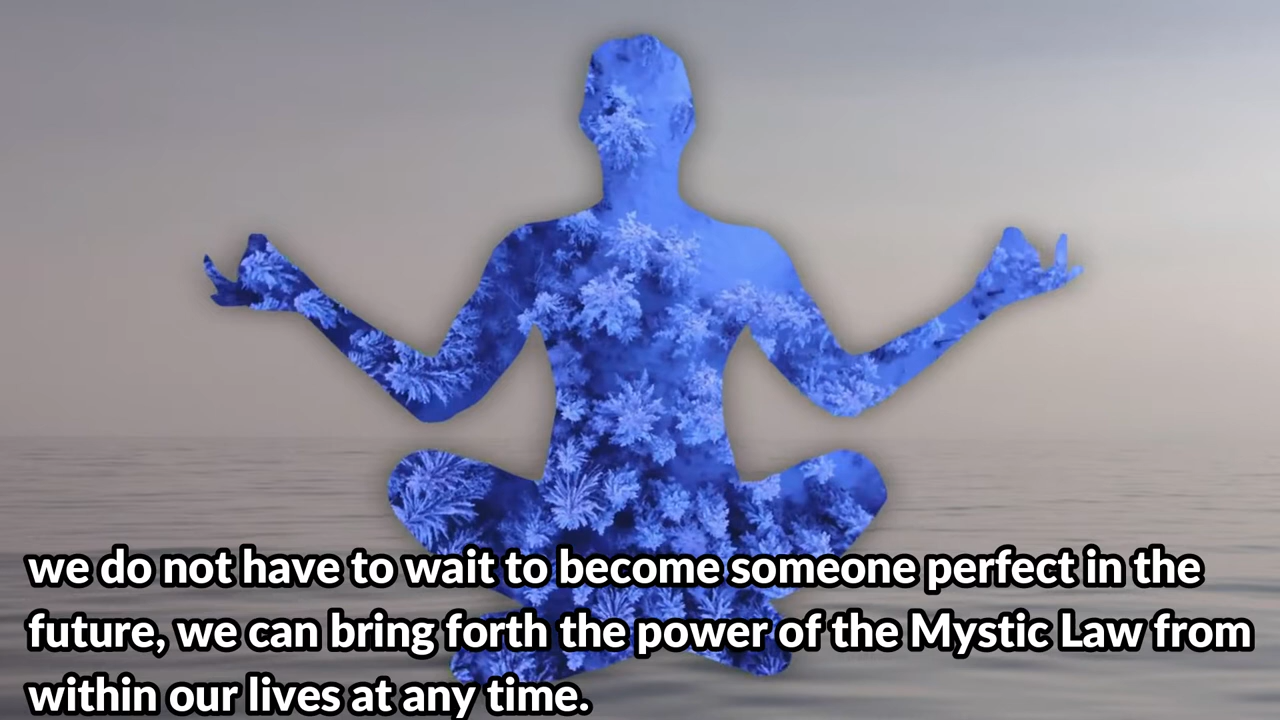 we do not have to wait to become someone perfect in the
future, we can bring forth the power of the Mystic Law from
within our lives at any time.